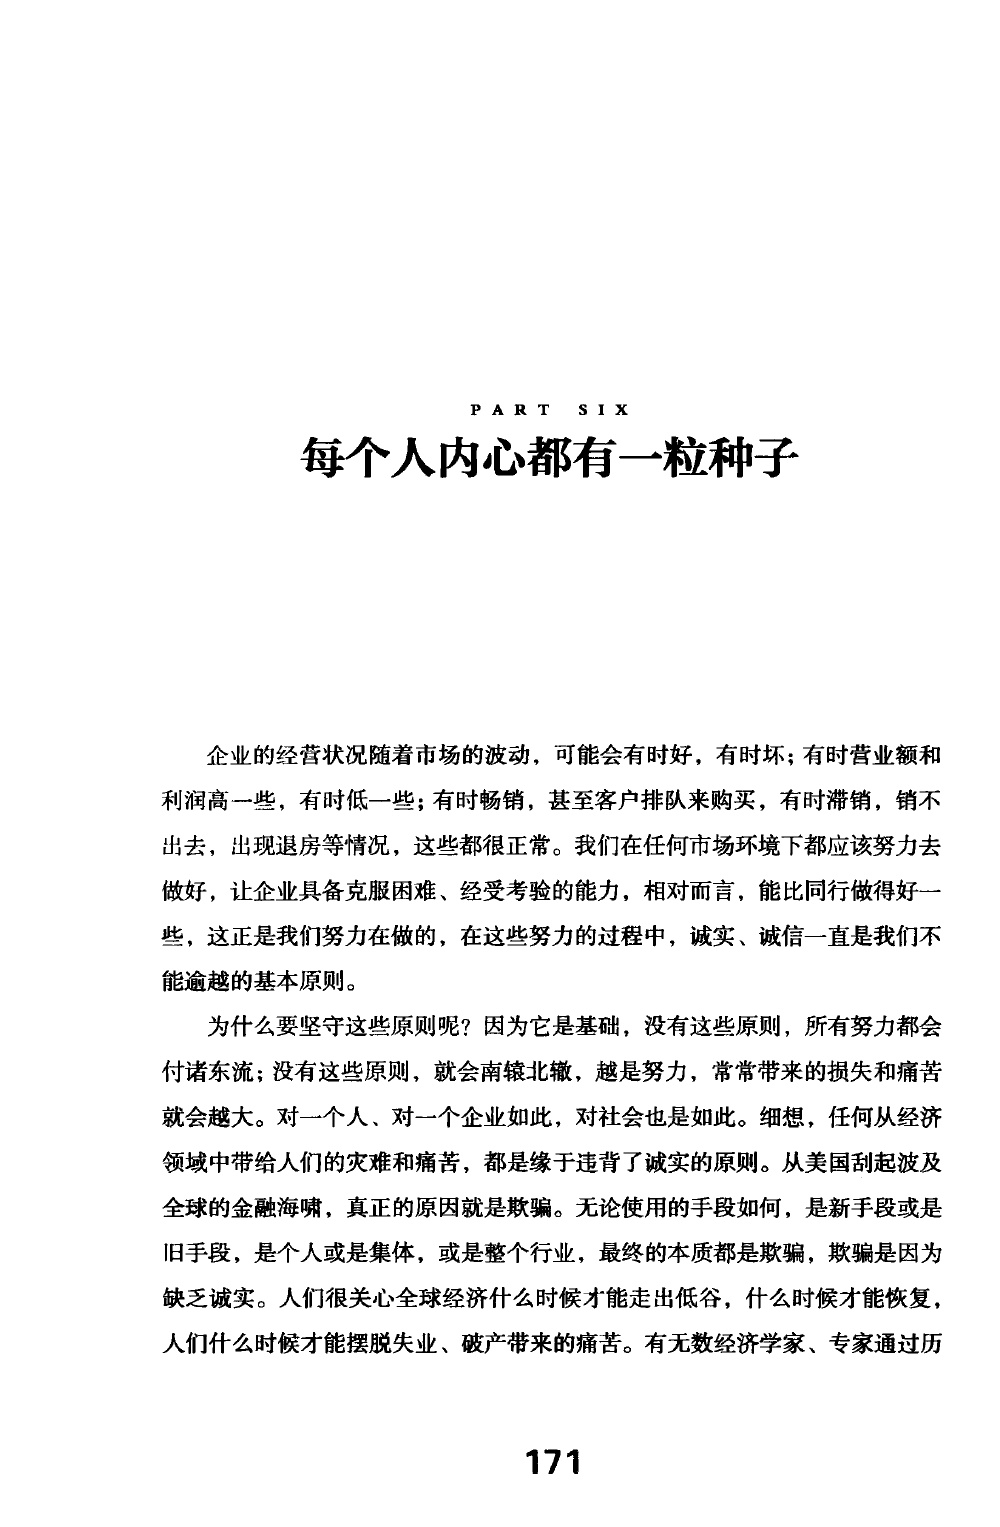 PART SIX
每个人内心都有一粒种子
企业的经营状况随着市场的波动，可能会有时好，有时坏；有时营业额和
利润高一些，有时低一些；有时畅销，甚至客户排队来购买，有时滞销，销不
出去，出现退房等情况，这些都很正常。我们在任何市场环境下都应该努力去
做好，让企业具备克服困难、经受考验的能力，相对而言，能比同行做得好一
些，这正是我们努力在做的，在这些努力的过程中，诚实、诚信一直是我们不
能逾越的基本原则。
为什么要坚守这些原则呢？因为它是基础，没有这些原则，所有努力都会
付诸东流；没有这些原则，就会南辕北辙，越是努力，常常带来的损失和痛苦
就会越大。对一个人、对一个企业如此，对社会也是如此。细想，任何从经济
领域中带给人们的灾难和痛苦，都是缘于违背了诚实的原则。从美国刮起波及
全球的金融海啸，真正的原因就是欺骗。无论使用的手段如何，是新手段或是
旧手段，是个人或是集体，或是整个行业，最终的本质都是欺骗，欺骗是因为
缺乏诚实。人们很关心全球经济什么时候才能走出低谷，什么时候才能恢复，
人们什么时候才能摆脱失业、破产带来的痛苦。有无数经济学家、专家通过历
171